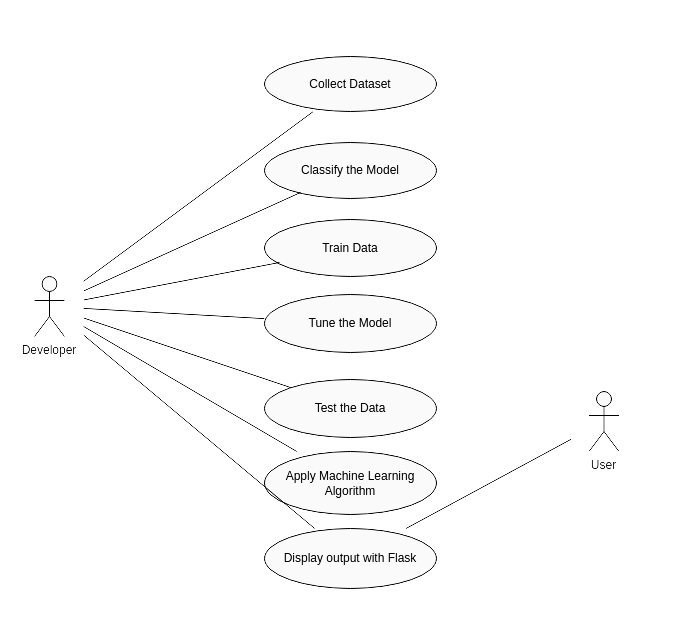 Collect Dataset
Classify the Model
Train Data
Tune the Model
Developer
Test the Data
Apply Machine Learning
Algorithm
User
Display output with Flask